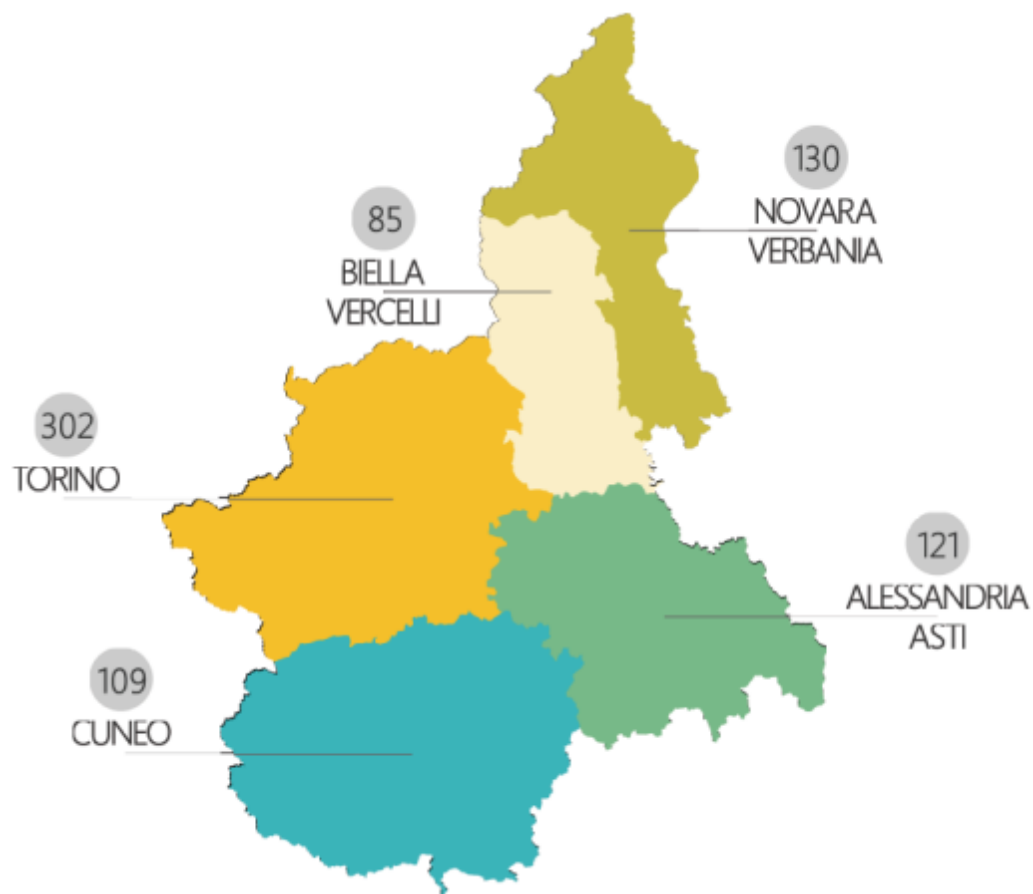 130
NOVARA
VERBANIA
85
BIELLA
VERCELLI
302
TORINO
121
ALESSANDRIA
ASTI
109
CUNEO